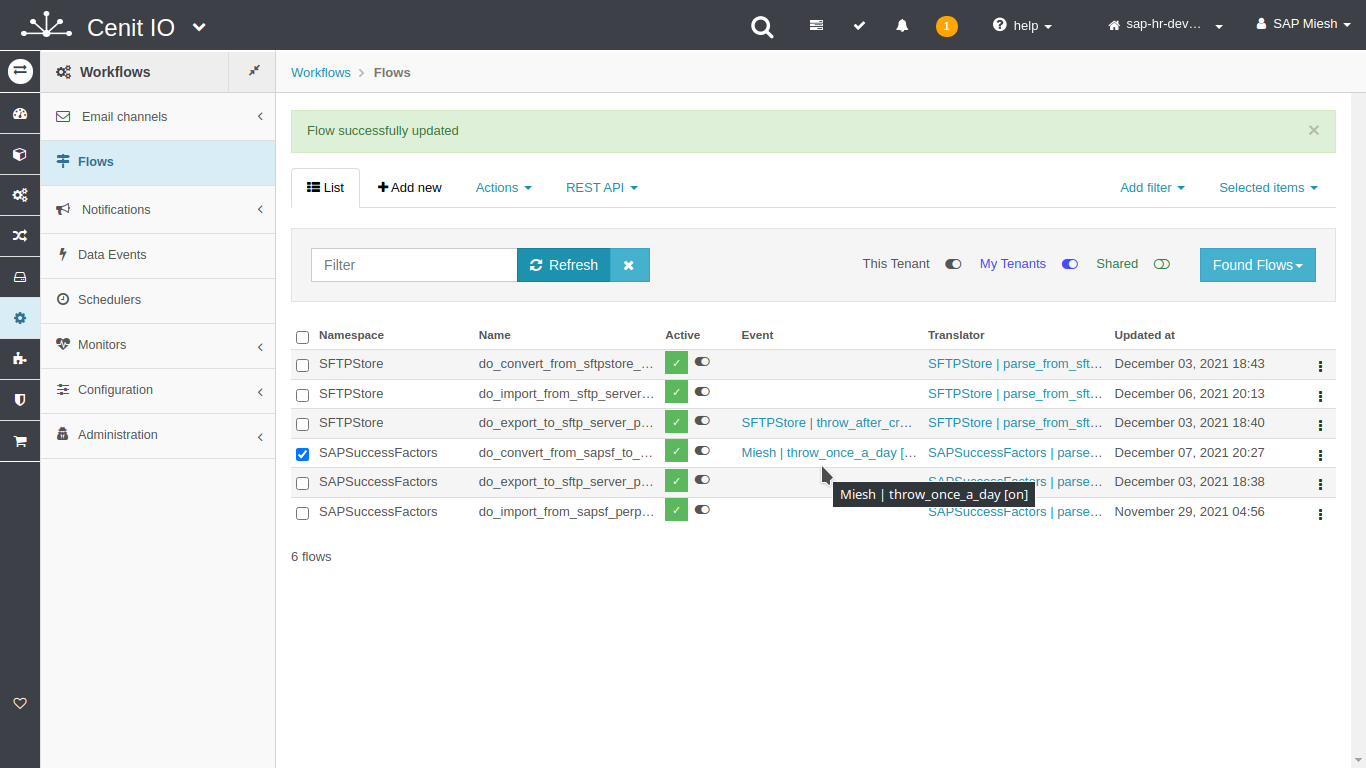 Cenit IO
1
help
sap-hr-dev…
SAP Miesh
Workflows
Workflows > Flows
Email channels
Flows
Notifications
Data Events
Schedulers
Monitors
Configuration
Administration
Flow successfully updated
×
List
Add new
Actions
REST API
Add filter
Selected items
Filter
Refresh
This Tenant
My Tenants
Shared
Found Flows
Namespace Name Active Event Translator Updated at
SFTPStore do_convert_from_sftpstore_… ✓ SFTPStore | parse_from_sft… December 03, 2021 18:43
SFTPStore do_import_from_sftp_server… ✓ SFTPStore | parse_from_sft… December 06, 2021 20:13
SFTPStore do_export_to_sftp_server_p… ✓ SFTPStore | throw_after_cr… SFTPStore | parse_from_sft… December 03, 2021 18:40
SAPSuccessFactors do_convert_from_sapsf_to_… ✓ Miesh | throw_once_a_day [… SAPSuccessFactors | parse… December 07, 2021 20:27
SAPSuccessFactors do_export_to_sftp_server_p… ✓ SAPSuccessFactors | parse… December 03, 2021 18:38
Miesh | throw_once_a_day [on]
SAPSuccessFactors do_import_from_sapsf_perp… ✓ SAPSuccessFactors | parse… November 29, 2021 04:56
6 flows